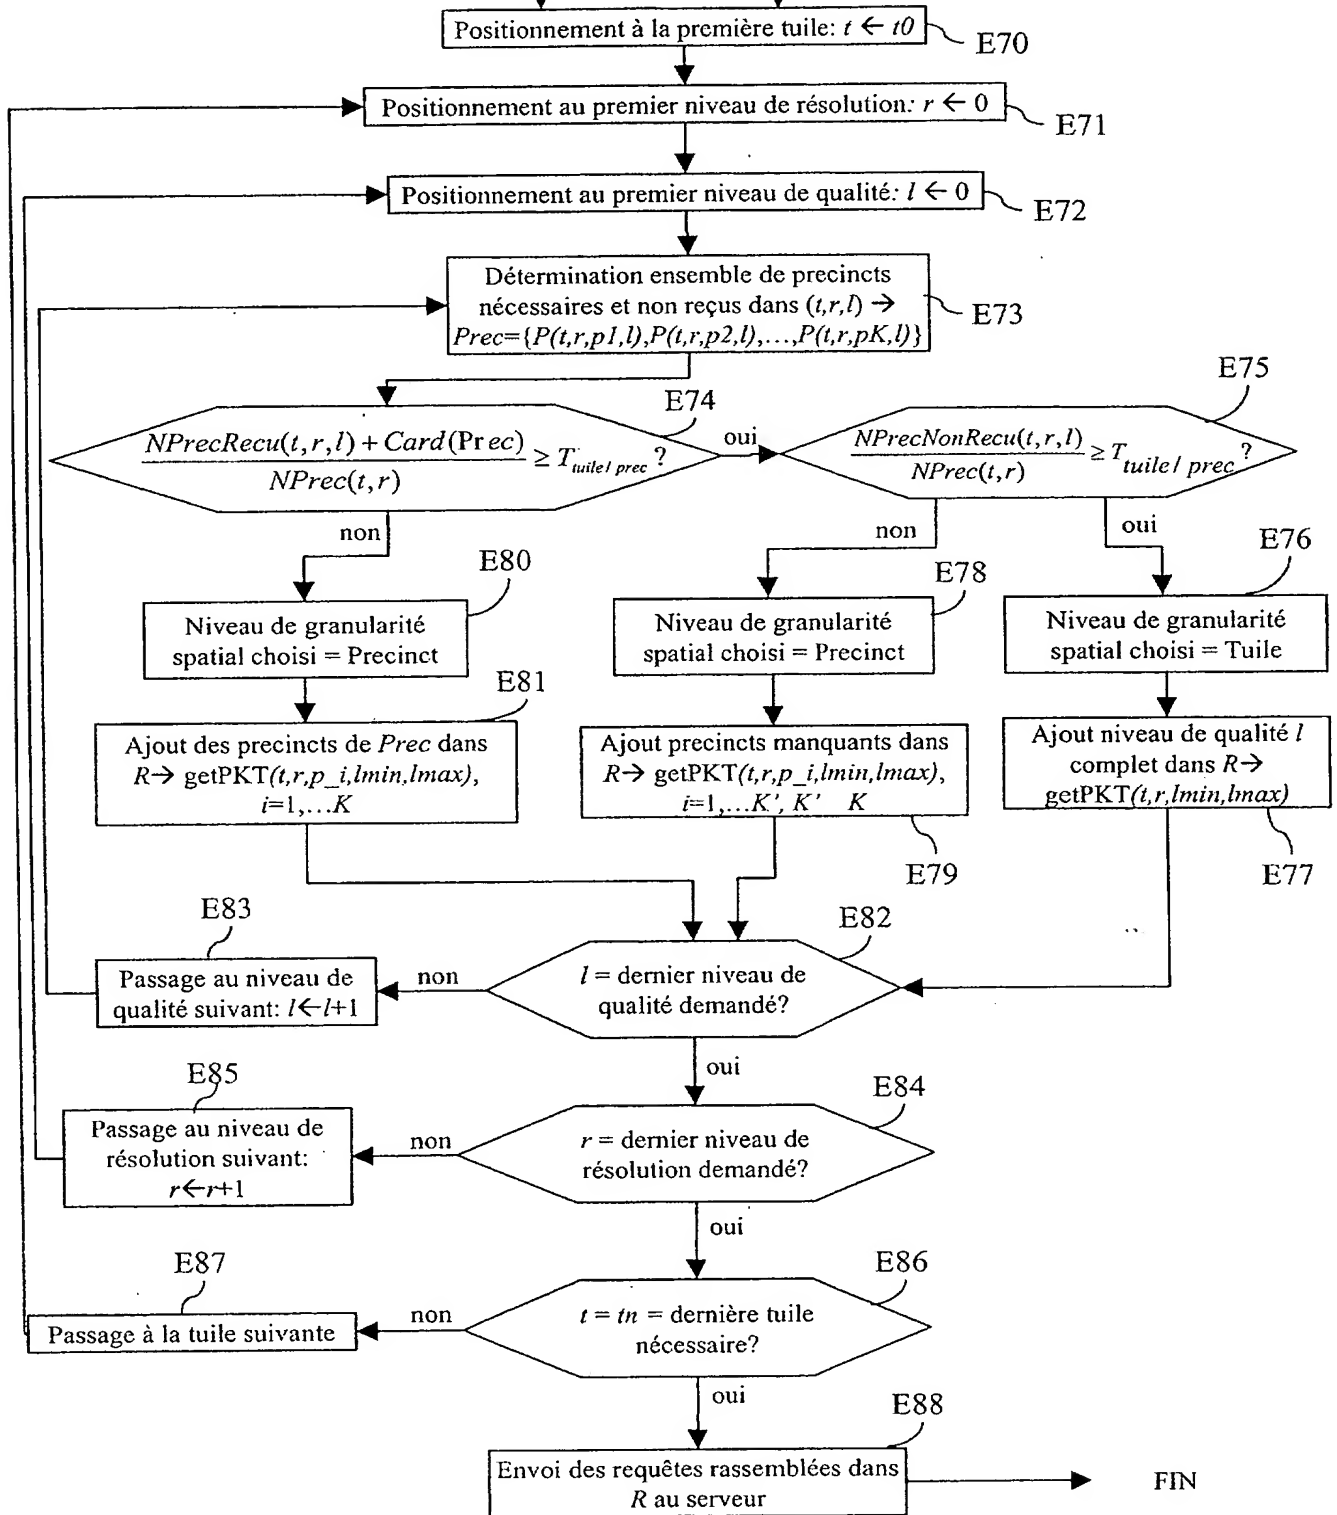 Positionnement à la première tuile: t ← t0
E70
Positionnement au premier niveau de résolution: r ← 0
E71
Positionnement au premier niveau de qualité: l ← 0
E72
Détermination ensemble de precincts
nécessaires et non reçus dans (t,r,l) →
Prec={P(t,r,p1,l),P(t,r,p2,l),…,P(t,r,pK,l)}
E73
E74
NPrecRecu(t,r,l) + Card(Prec)
NPrec(t,r)
≥ T tuile / prec ?
oui
E75
NPrecNonRecu(t,r,l)
NPrec(t,r)
≥ T tuile / prec ?
non
non
oui
E80
Niveau de granularité
spatial choisi = Precinct
E78
Niveau de granularité
spatial choisi = Precinct
E76
Niveau de granularité
spatial choisi = Tuile
E81
Ajout des precincts de Prec dans
R→ getPKT(t,r,p_i,lmin,lmax),
i=1,…K
Ajout precincts manquants dans
R→ getPKT(t,r,p_i,lmin,lmax),
i=1,…K', K' K
E79
Ajout niveau de qualité l
complet dans R→
getPKT(t,r,lmin,lmax)
E77
E83
Passage au niveau de
qualité suivant: l←l+1
non
E82
l = dernier niveau de
qualité demandé?
oui
E85
Passage au niveau de
résolution suivant:
r←r+1
non
E84
r = dernier niveau de
résolution demandé?
oui
E87
Passage à la tuile suivante
non
E86
t = tn = dernière tuile
nécessaire?
oui
E88
Envoi des requêtes rassemblées dans
R au serveur
FIN